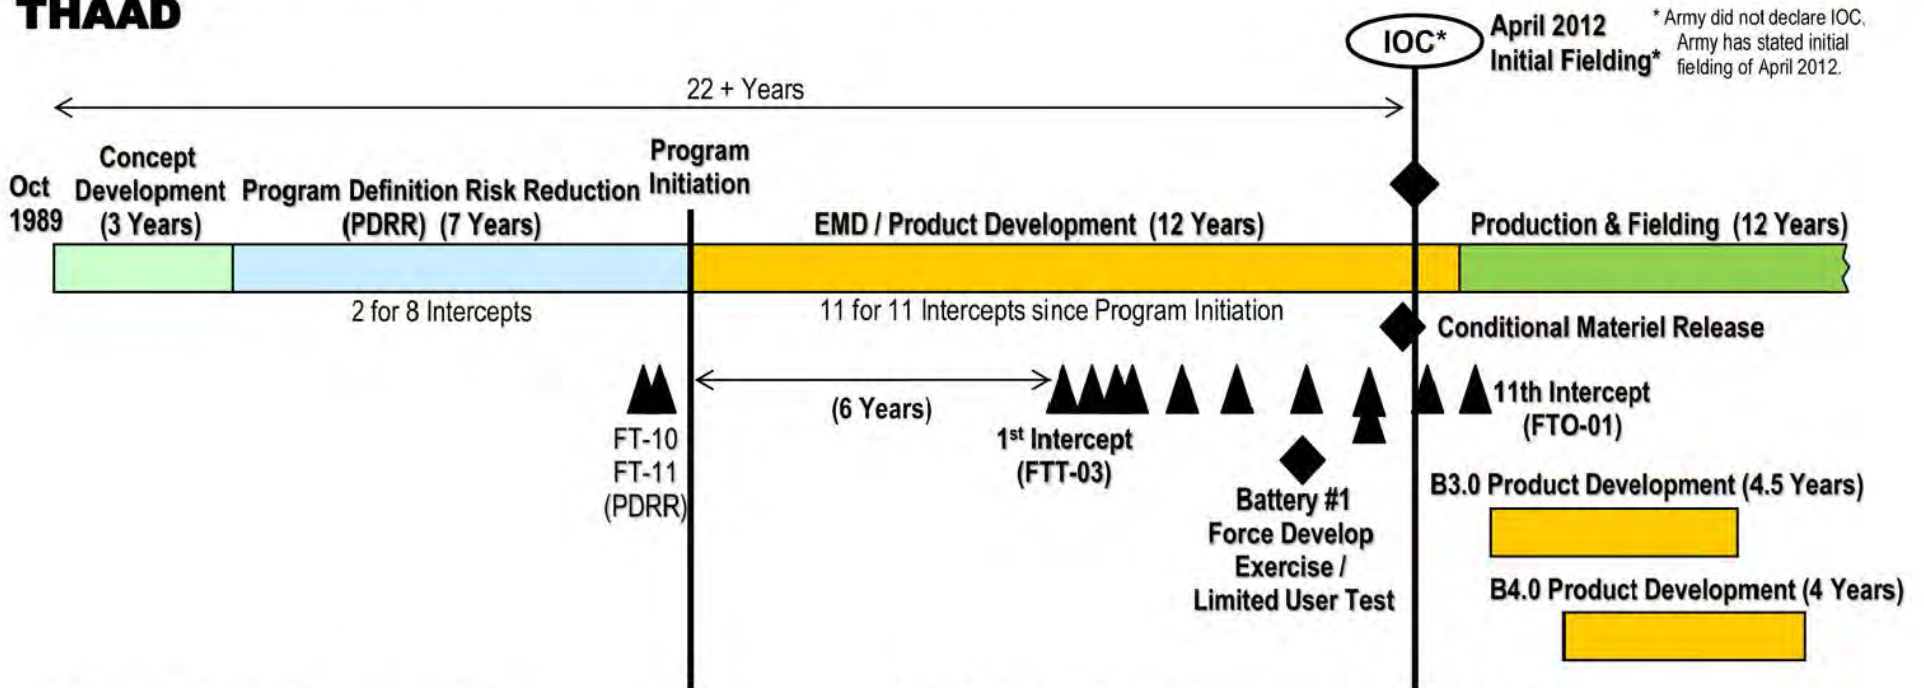 THAAD
IOC*
April 2012
Initial Fielding*
* Army did not declare IOC.
Army has stated initial
fielding of April 2012.
22 + Years
Oct
1989
Concept
Development
(3 Years)
Program Definition Risk Reduction
(PDRR) (7 Years)
Program
Initiation
EMD / Product Development (12 Years)
Production & Fielding (12 Years)
2 for 8 Intercepts
11 for 11 Intercepts since Program Initiation
Conditional Materiel Release
FT-10
FT-11
(PDRR)
(6 Years)
1st Intercept
(FTT-03)
11th Intercept
(FTO-01)
Battery #1
Force Develop
Exercise /
Limited User Test
B3.0 Product Development (4.5 Years)
B4.0 Product Development (4 Years)